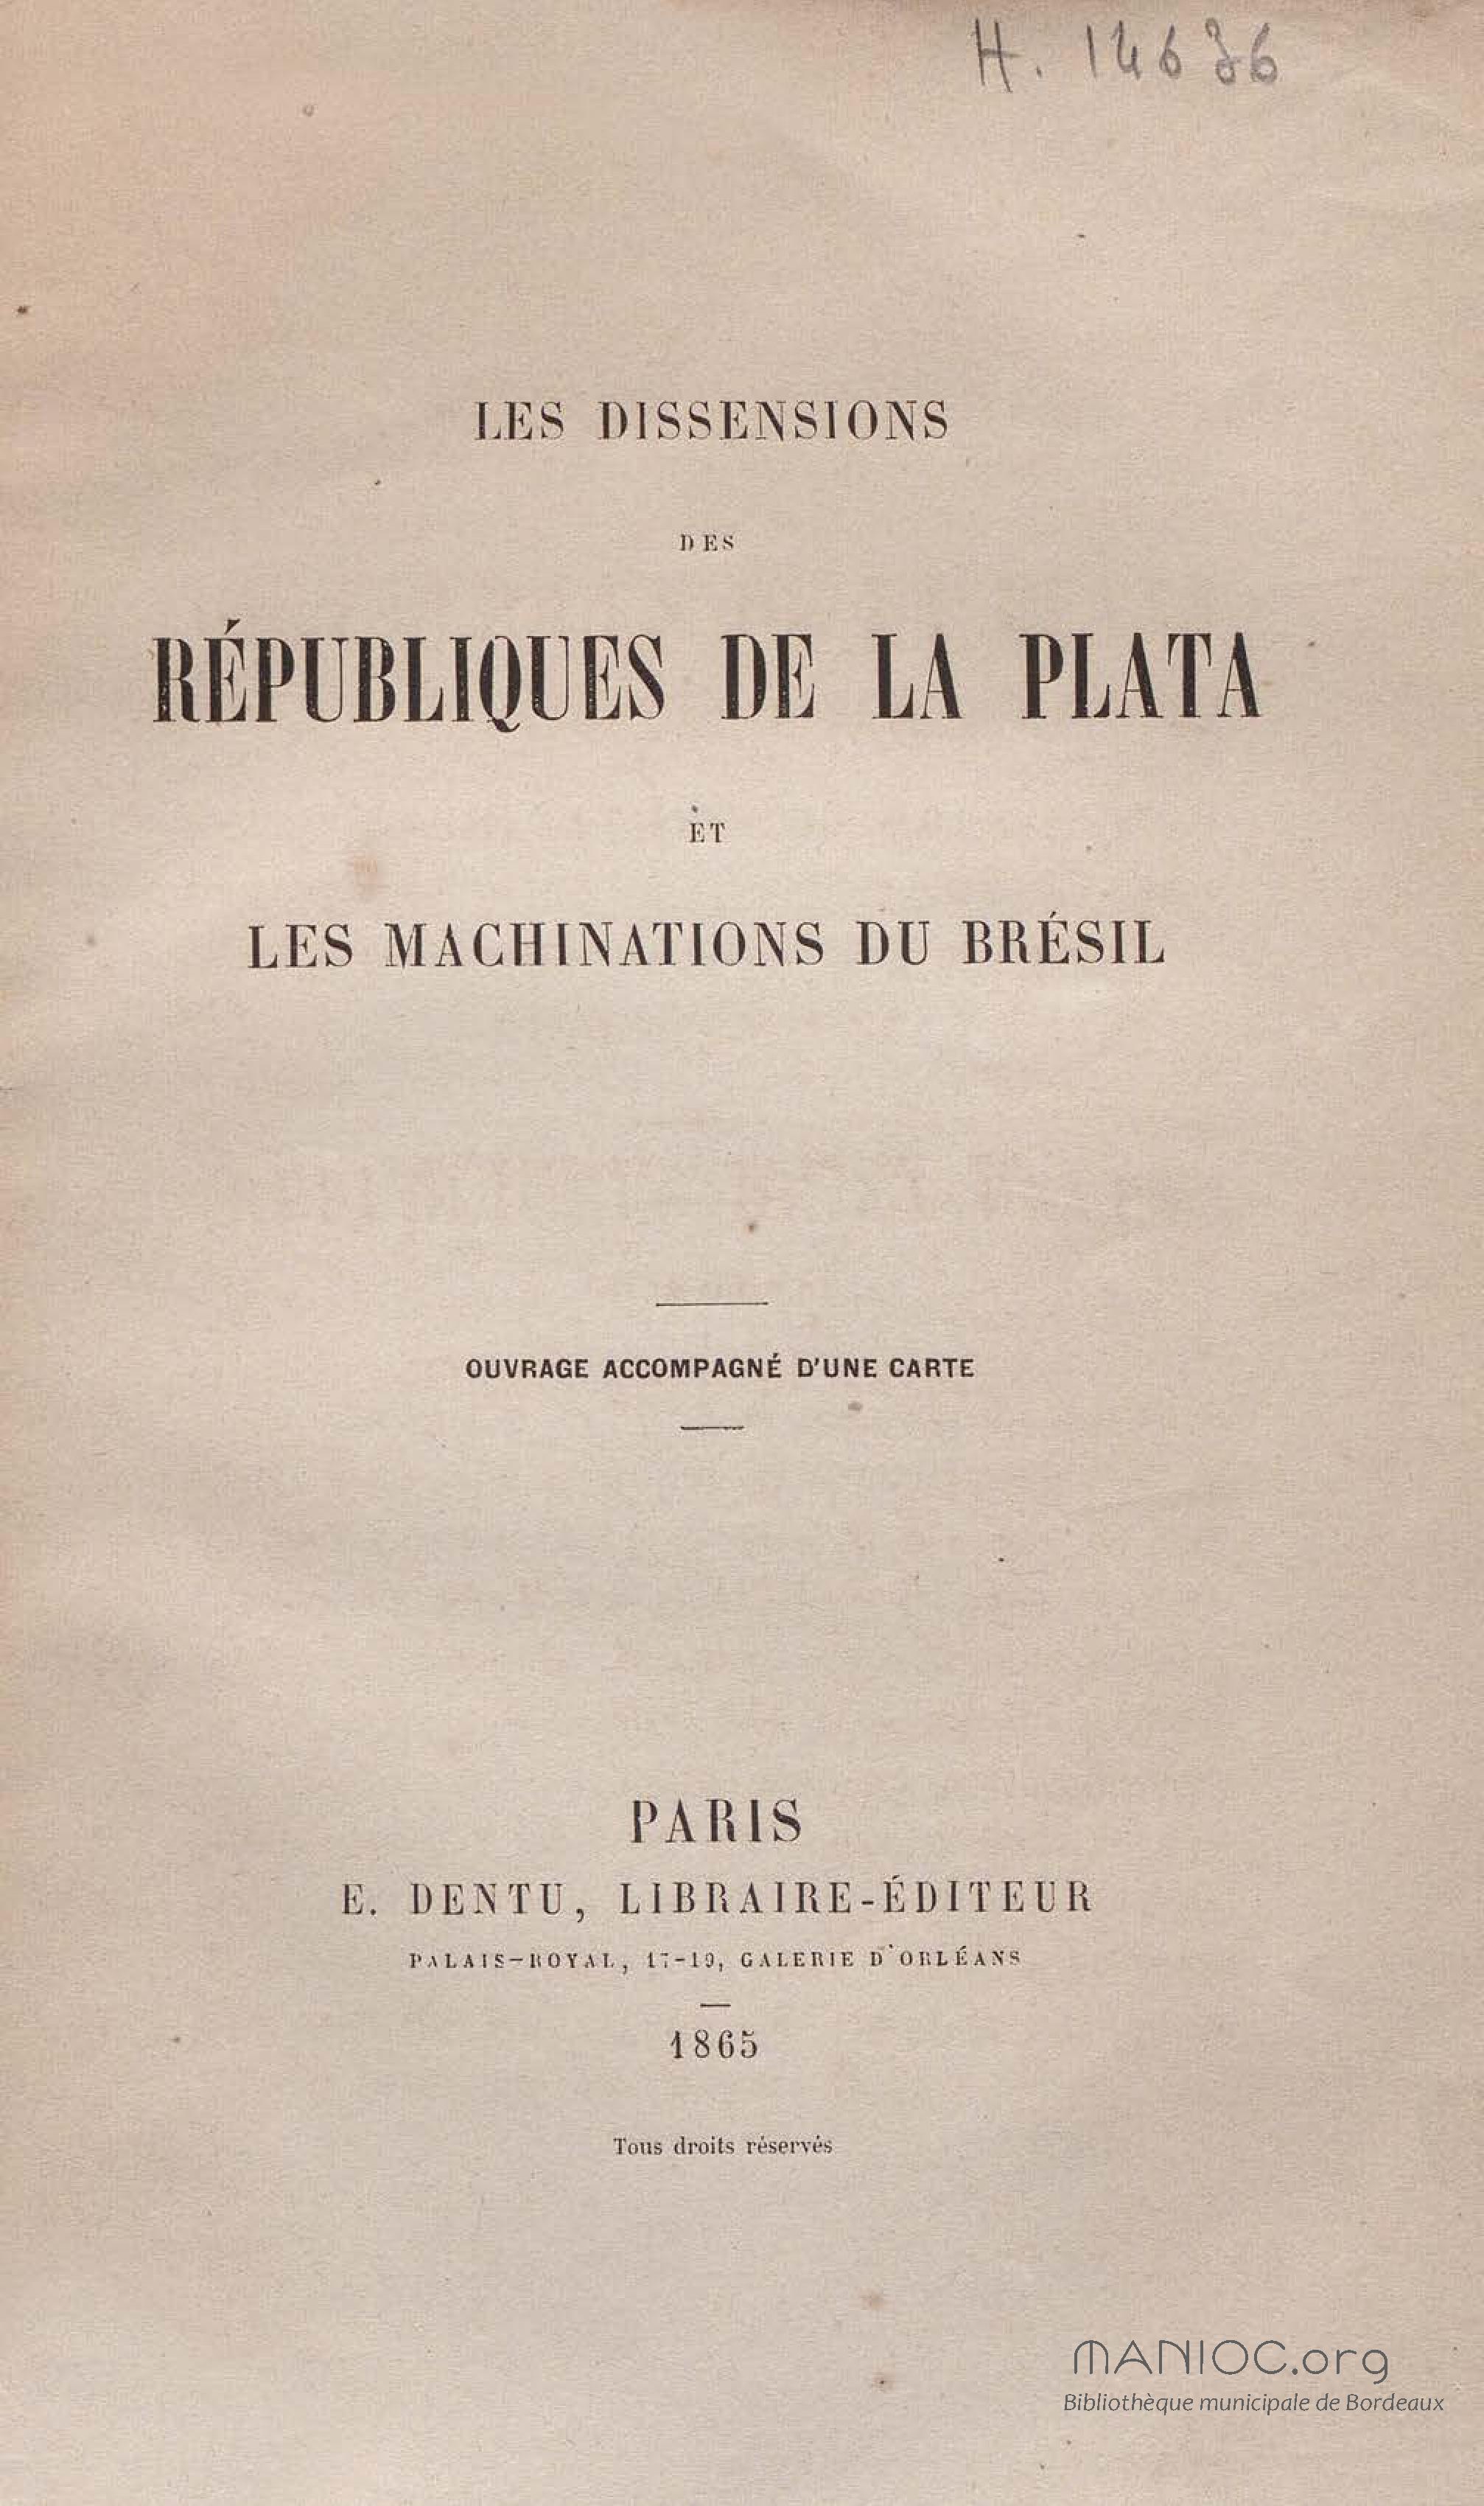 H. 14636
LES DISSENSIONS
DES
RÉPUBLIQUES DE LA PLATA
ET
LES MACHINATIONS DU BRÉSIL
OUVRAGE ACCOMPAGNÉ D'UNE CARTE
PARIS
E. DENTU, LIBRAIRE-ÉDITEUR
PALAIS-ROYAL, 17-19, GALERIE D'ORLÉANS
1865
Tous droits réservés
MANIOC.org
Bibliothèque municipale de Bordeaux